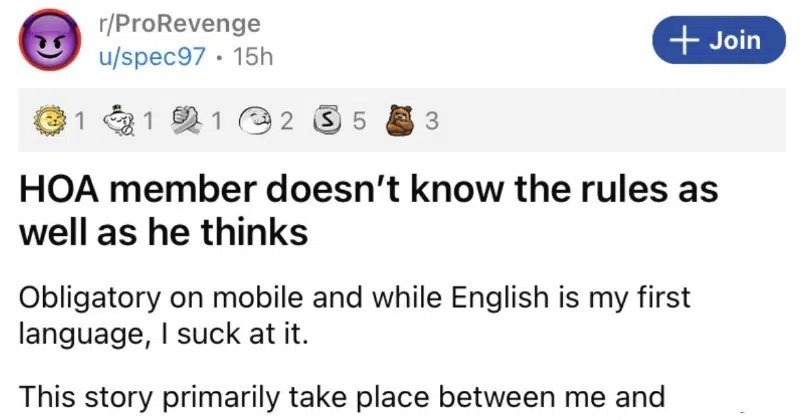 r/ProRevenge
u/spec97 • 15h
+ Join
1 1 1 2 S 5 3
HOA member doesn't know the rules as
well as he thinks
Obligatory on mobile and while English is my first
language, I suck at it.
This story primarily take place between me and